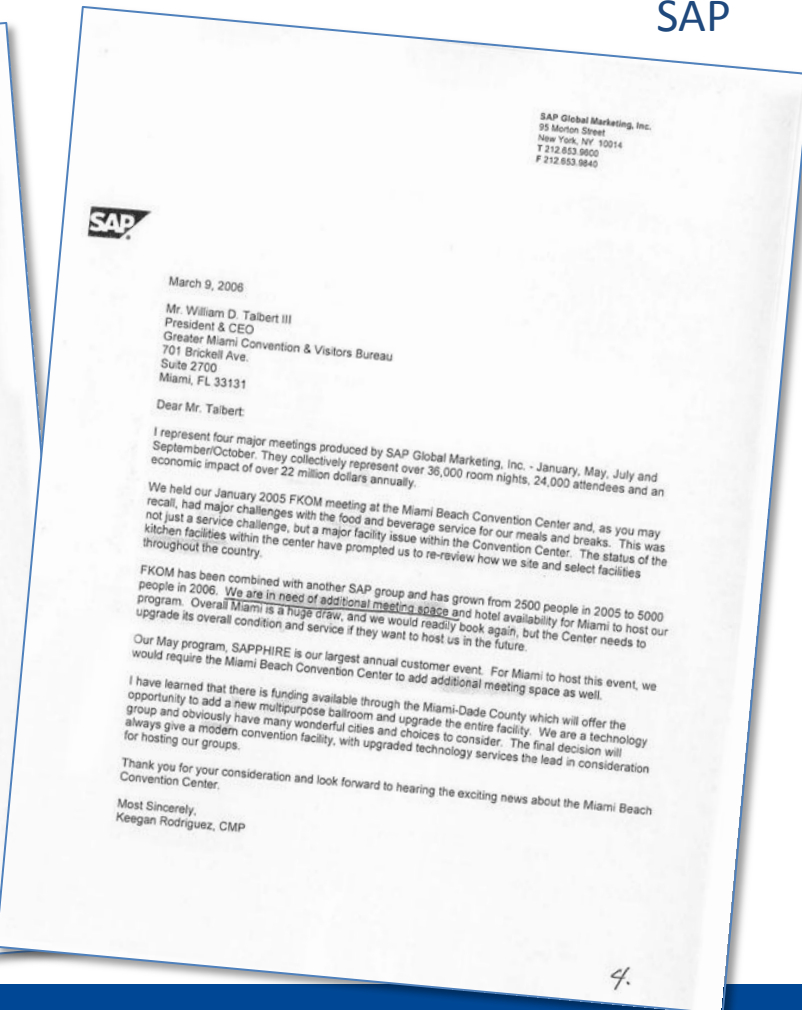 SAP
SAP Global Marketing, Inc.
95 Morton Street
New York, NY 10014
T 212.653.9600
F 212.653.9840
SAP
March 9, 2006
Mr. William D. Talbert III
President & CEO
Greater Miami Convention & Visitors Bureau
701 Brickell Ave.
Suite 2700
Miami, FL 33131
Dear Mr. Talbert:
I represent four major meetings produced by SAP Global Marketing, Inc. - January, May, July and
September/October. They collectively represent over 36,000 room nights, 24,000 attendees and an
economic impact of over 22 million dollars annually.
We held our January 2005 FKOM meeting at the Miami Beach Convention Center and, as you may
recall, had major challenges with the food and beverage service for our meals and breaks. This was
not just a service challenge, but a major facility issue within the Convention Center. The status of the
kitchen facilities within the center have prompted us to re-review how we site and select facilities
throughout the country.
FKOM has been combined with another SAP group and has grown from 2500 people in 2005 to 5000
people in 2006. We are in need of additional meeting space and hotel availability for Miami to host our
program. Overall Miami is a huge draw, and we would readily book again, but the Center needs to
upgrade its overall condition and service if they want to host us in the future.
Our May program, SAPPHIRE is our largest annual customer event. For Miami to host this event, we
would require the Miami Beach Convention Center to add additional meeting space as well.
I have learned that there is funding available through the Miami-Dade County which will offer the
opportunity to add a new multipurpose ballroom and upgrade the entire facility. We are a technology
group and obviously have many wonderful cities and choices to consider. The final decision will
always give a modern convention facility, with upgraded technology services the lead in consideration
for hosting our groups.
Thank you for your consideration and look forward to hearing the exciting news about the Miami Beach
Convention Center.
Most Sincerely,
Keegan Rodriguez, CMP
4.